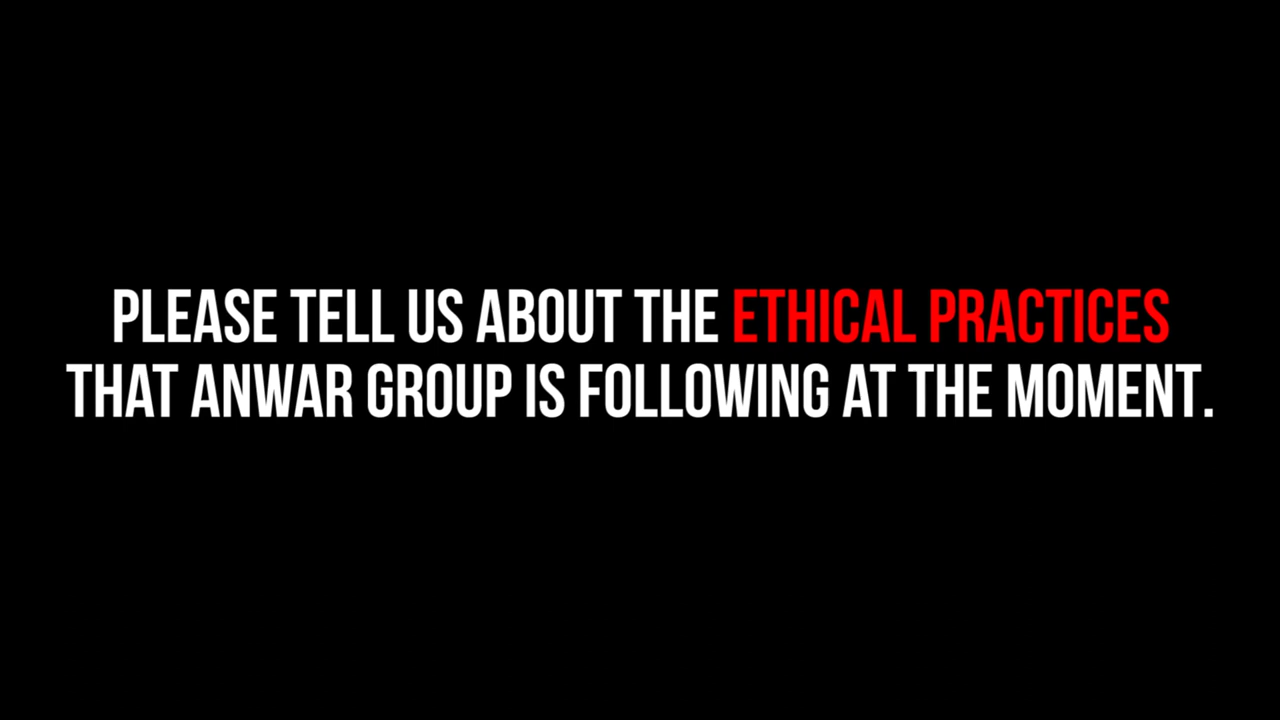 PLEASE TELL US ABOUT THE ETHICAL PRACTICES
THAT ANWAR GROUP IS FOLLOWING AT THE MOMENT.